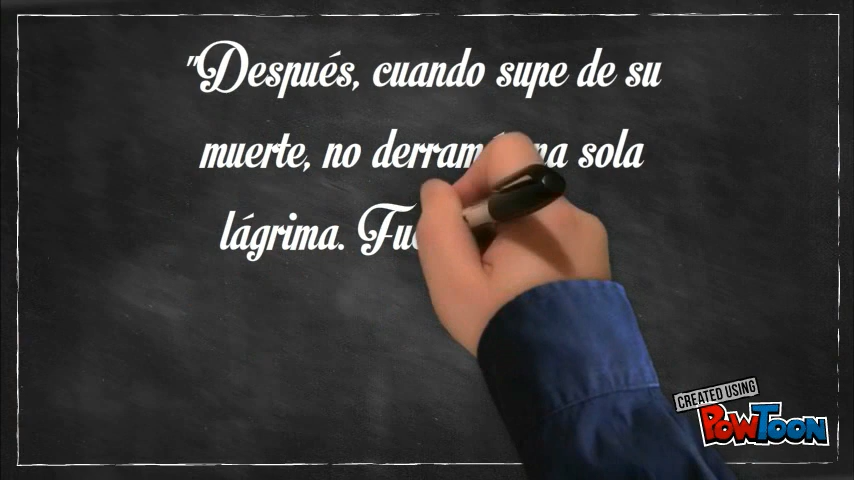 "Después, cuando supe de su
muerte, no sola
lágrima.
CREATED USING
POWTOON